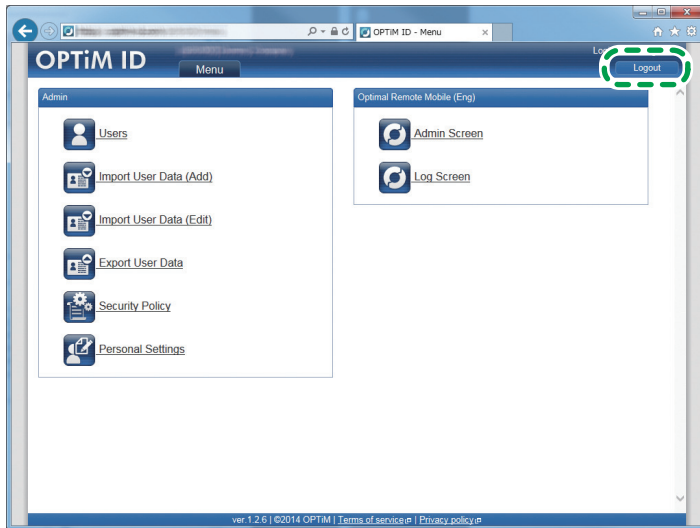 OPTiM ID - Menu
OPTiM ID
Menu
Logout
Admin
Users
Import User Data (Add)
Import User Data (Edit)
Export User Data
Security Policy
Personal Settings
Optimal Remote Mobile (Eng)
Admin Screen
Log Screen
ver.1.2.6 | ©2014 OPTiM | Terms of service | Privacy policy